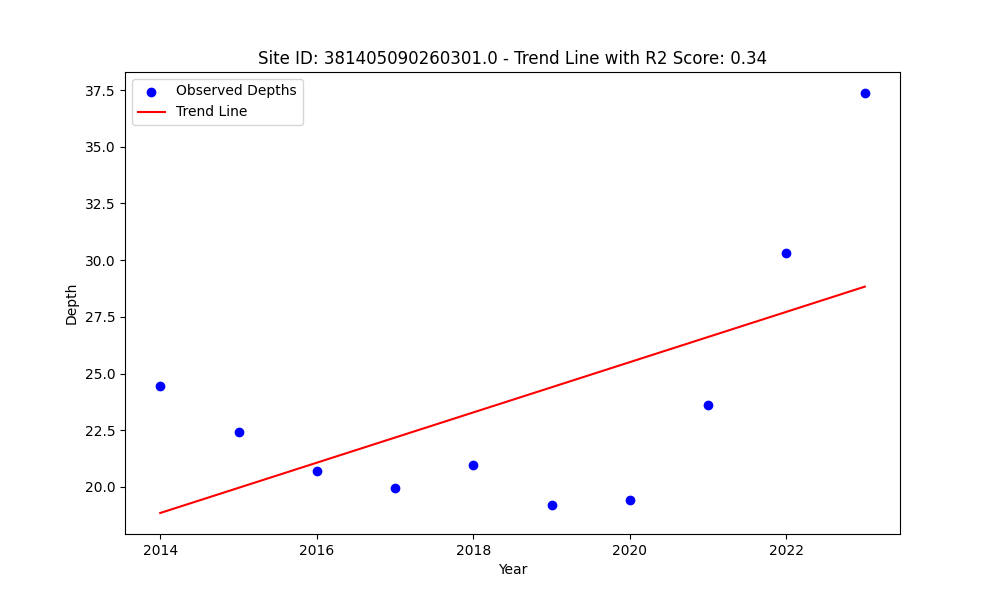 Site ID: 381405090260301.0 - Trend Line with R2 Score: 0.34
Observed Depths
Trend Line
37.5
35.0
32.5
30.0
27.5
25.0
22.5
20.0
Depth
2014
2016
2018
2020
2022
Year